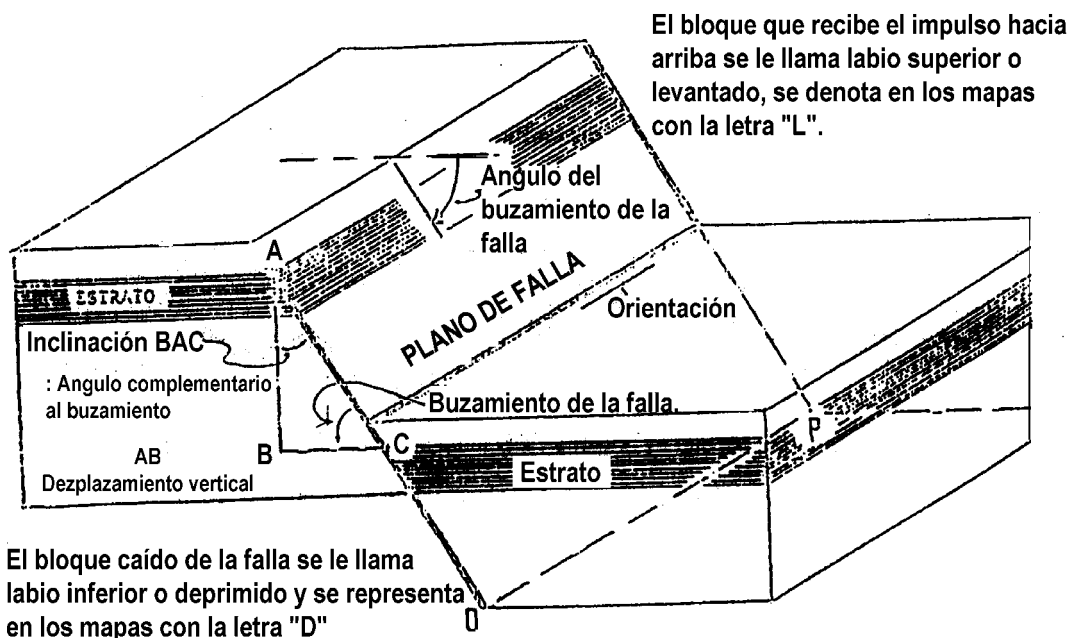 El bloque que recibe el impulso hacia
arriba se le llama labio superior o
levantado, se denota en los mapas
con la letra "L".
Angulo del
buzamiento de la
falla
A
ESTRATO
PLANO DE FALLA
Orientación
Inclinación BAC
: Angulo complementario
al buzamiento
Buzamiento de la falla.
P
B
C
AB
Dezplazamiento vertical
Estrato
El bloque caído de la falla se le llama
labio inferior o deprimido y se representa
en los mapas con la letra "D"
D